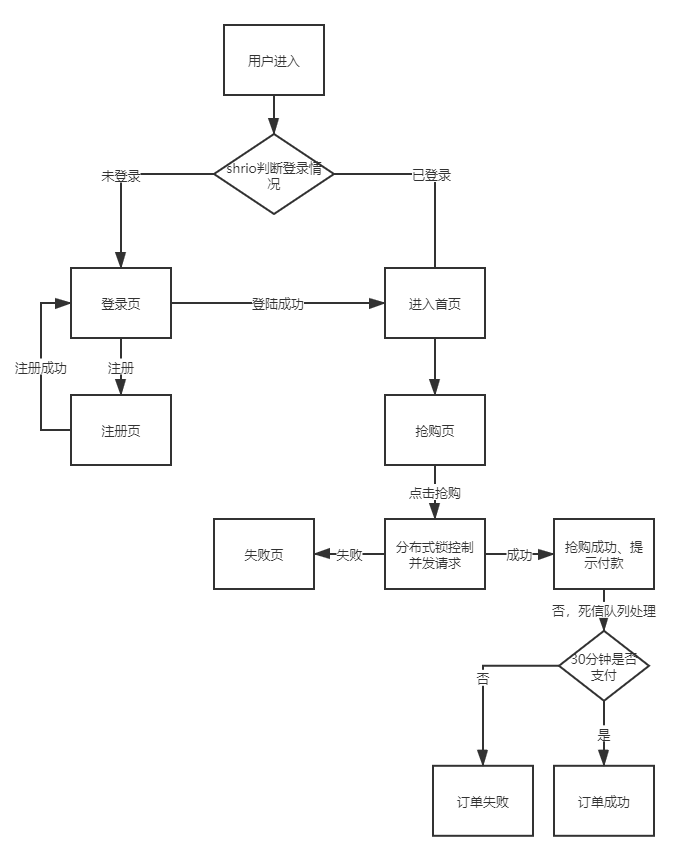 用户进入
shrio判断登录情
况
未登录
已登录
登录页
登陆成功
进入首页
注册成功
注册
注册页
抢购页
点击抢购
失败页
失败
分布式锁控制
并发请求
成功
抢购成功、提
示付款
否，死信队列处理
30分钟是否
支付
否
是
订单失败
订单成功